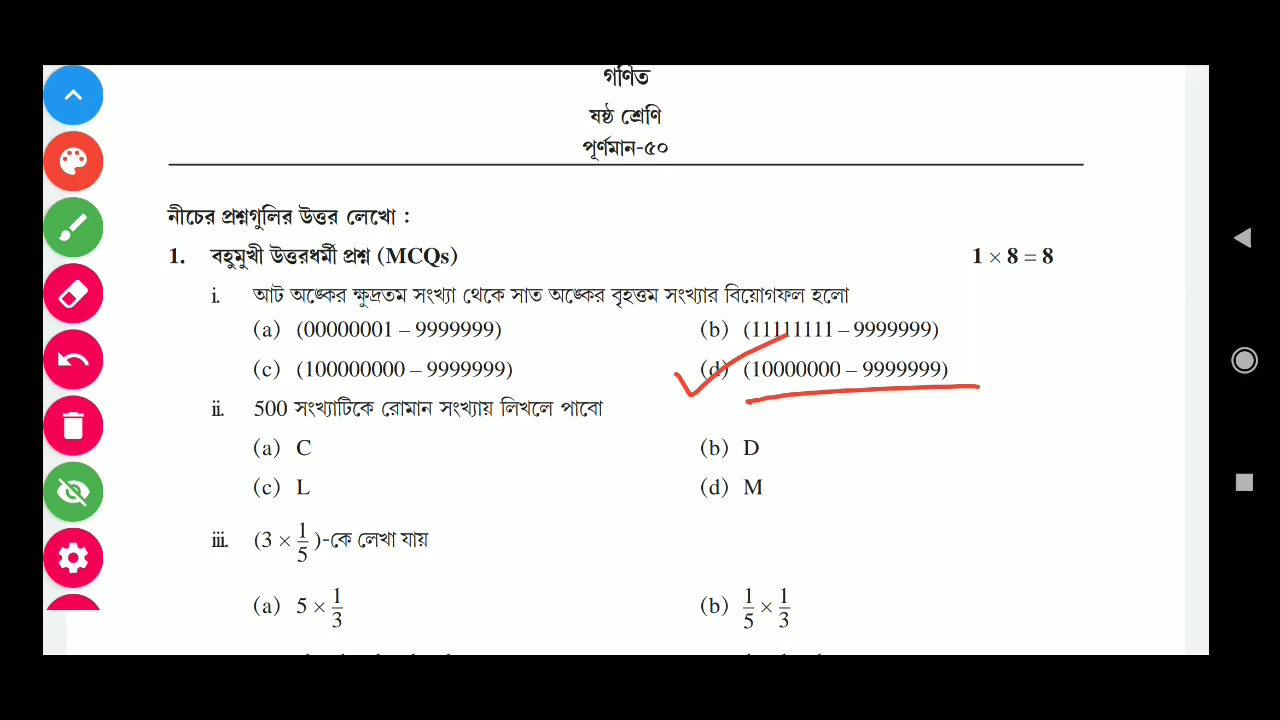 গণিত
ষষ্ঠ শ্রেণি
পূর্ণমান-৫০
নীচের প্রশ্নগুলির উত্তর লেখো :
1. বহুমুখী উত্তরধর্মী প্রশ্ন (MCQs) 1 × 8 = 8
i. আট অঙ্কের ক্ষুদ্রতম সংখ্যা থেকে সাত অঙ্কের বৃহত্তম সংখ্যার বিয়োগফল হলো
(a) (00000001 – 9999999) (b) (11111111 – 9999999)
(c) (100000000 – 9999999) (d) (10000000 – 9999999)
ii. 500 সংখ্যাটিকে রোমান সংখ্যায় লিখলে পাবো
(a) C (b) D
(c) L (d) M
iii. (3 × 1/5)-কে লেখা যায়
(a) 5 × 1/3 (b) 1/5 × 1/3